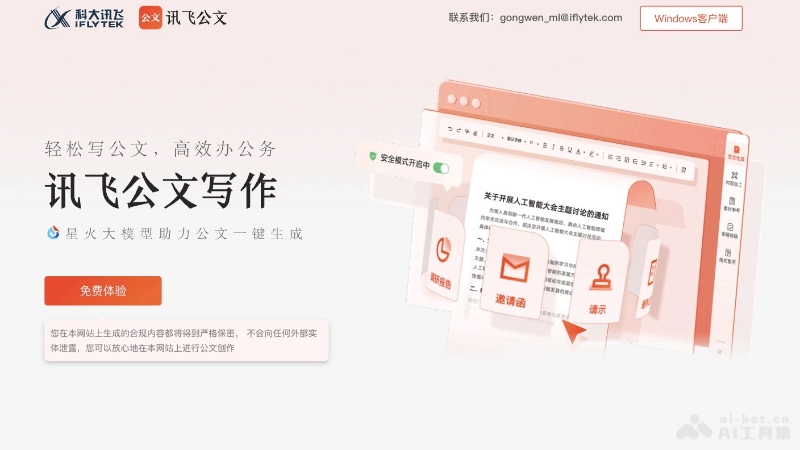 科大讯飞
iFLYTEK
公文
讯飞公文
联系我们：gongwen_ml@iflytek.com
Windows客户端
轻松写公文，高效办公务
讯飞公文写作
星火大模型助力公文一键生成
免费体验
您在本网站上生成的合规内容都将得到严格保密， 不会向任何外部实
体泄露，您可以放心地在本网站上进行公文创作
安全模式开启中
关于开展人工智能大会主题讨论的通知
调研报告
邀请函
请示
ai-bot.cn
AI工具集